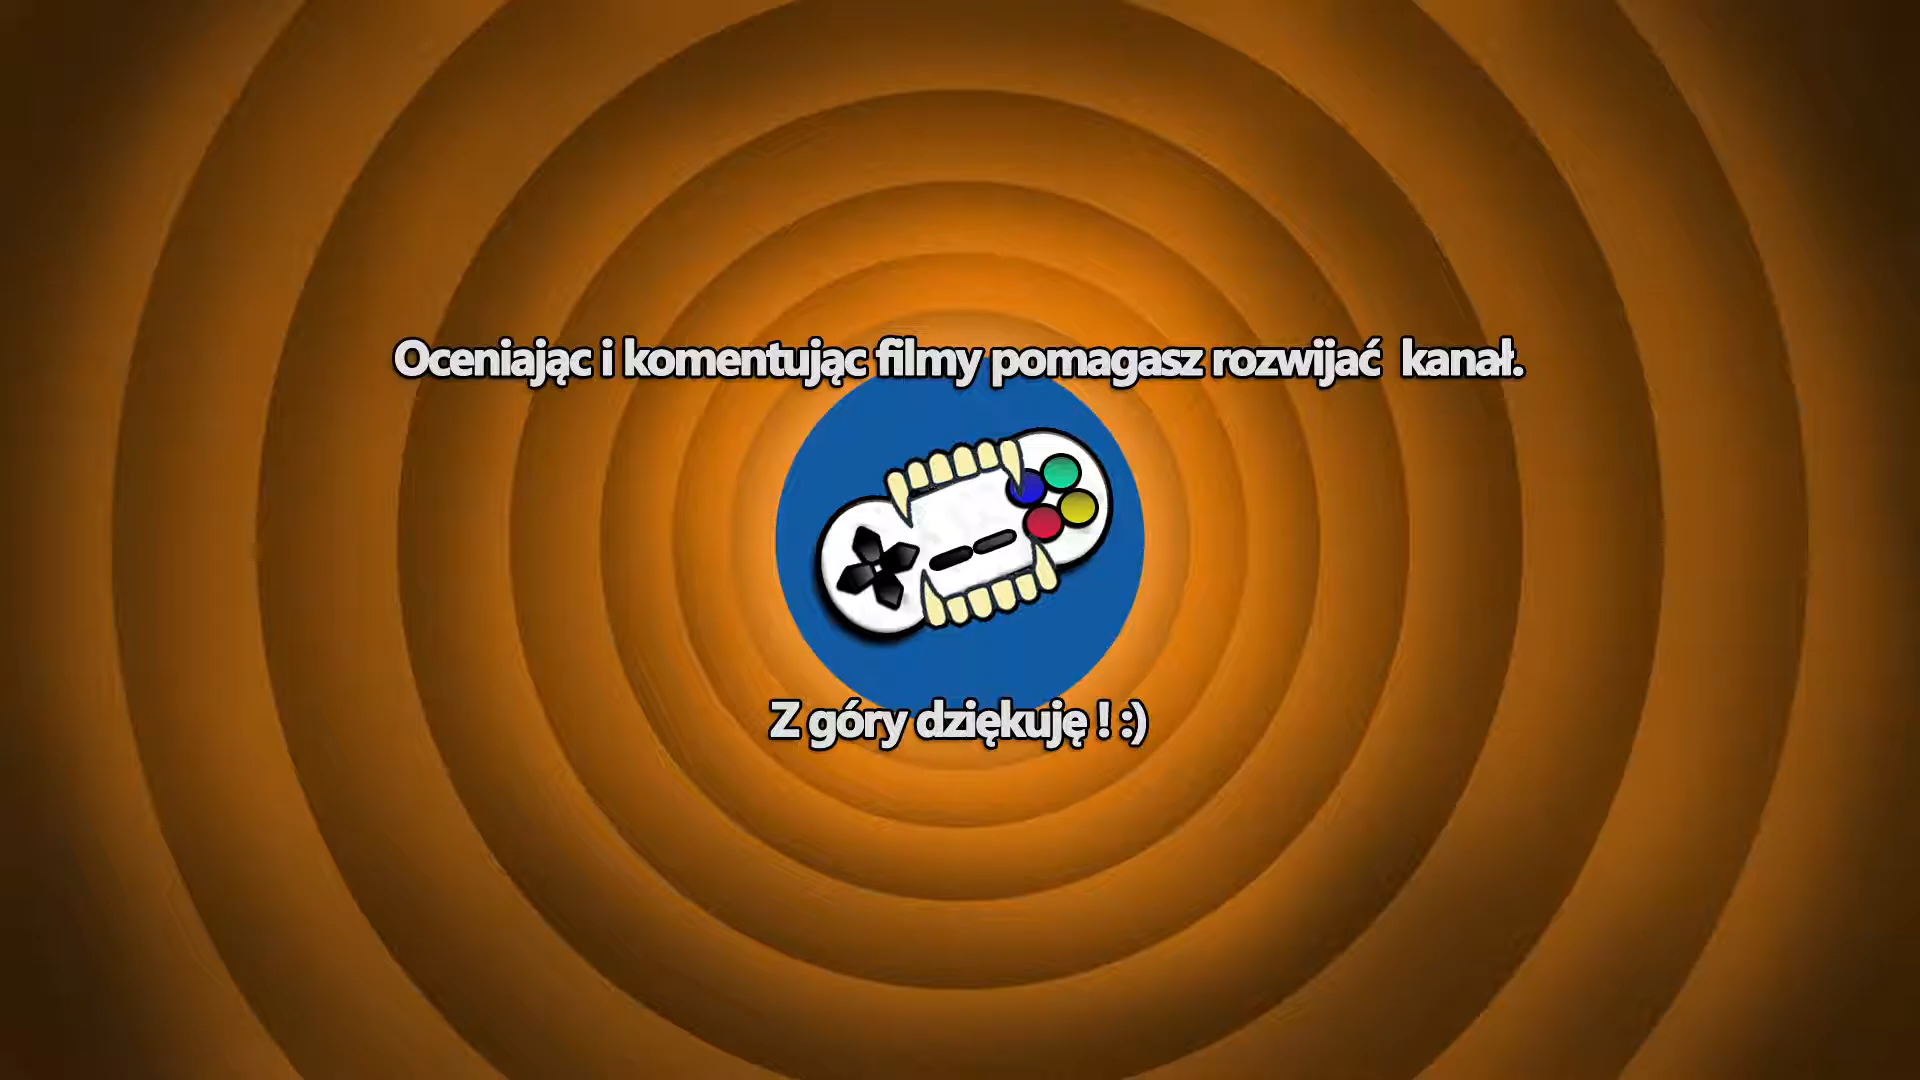 Oceniając i komentując filmy pomagasz rozwijać kanał.
Z góry dziękuję ! :)